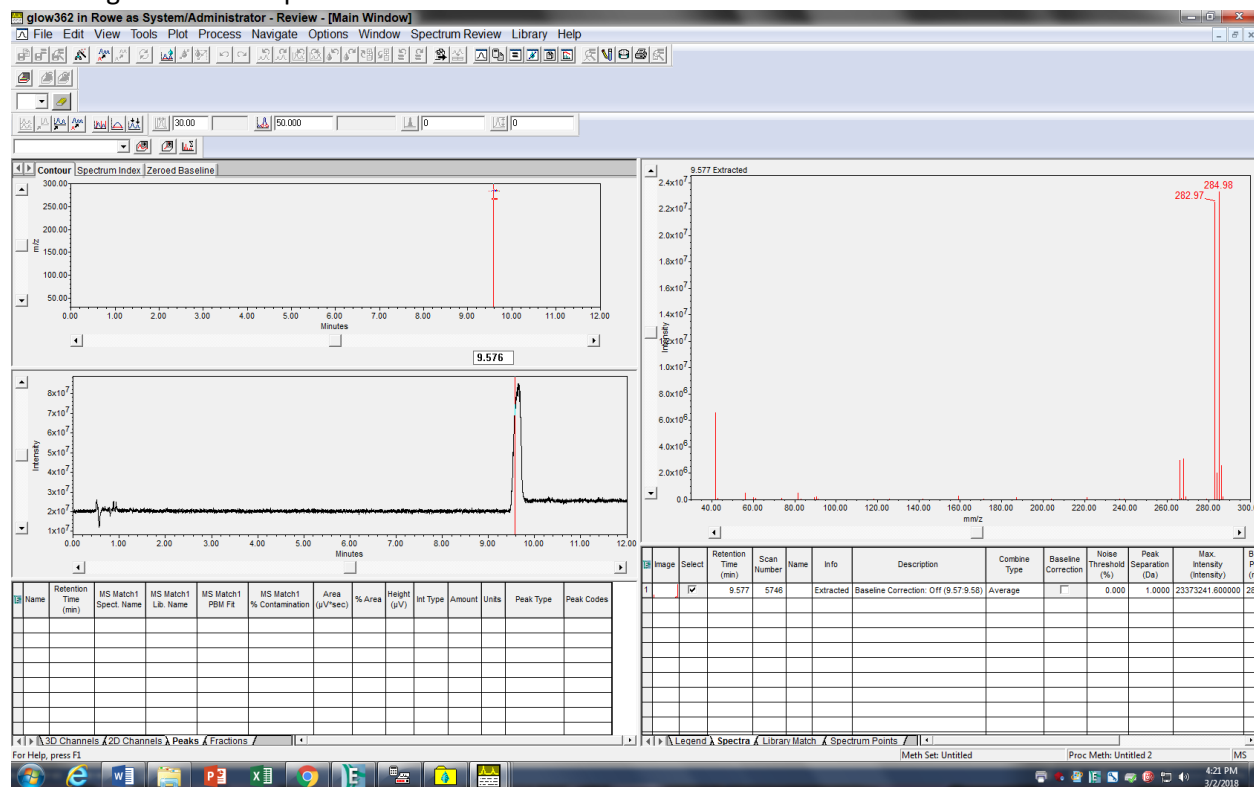 glow362 in Rowe as System/Administrator - Review - [Main Window]
File Edit View Tools Plot Process Navigate Options Window Spectrum Review Library Help
30.00 50.000 0 0
Contour Spectrum Index Zeroed Baseline
300.00
250.00
200.00
150.00
100.00
50.00
m/z
0.00 1.00 2.00 3.00 4.00 5.00 6.00 7.00 8.00 9.00 10.00 11.00 12.00
Minutes
9.576
8x10⁷
7x10⁷
6x10⁷
5x10⁷
4x10⁷
3x10⁷
2x10⁷
1x10⁷
Intensity
0.00 1.00 2.00 3.00 4.00 5.00 6.00 7.00 8.00 9.00 10.00 11.00 12.00
Minutes
Name Retention Time (min) MS Match1 Spect. Name MS Match1 Lib. Name MS Match1 PBM Fit MS Match1 % Contamination Area (µV*sec) % Area Height (µV) Int Type Amount Units Peak Type Peak Codes
3D Channels 2D Channels Peaks Fractions
9.577 Extracted
284.98
282.97
2.4x10⁷
2.2x10⁷
2.0x10⁷
1.8x10⁷
1.6x10⁷
1.4x10⁷
1.2x10⁷
1.0x10⁷
8.0x10⁶
6.0x10⁶
4.0x10⁶
2.0x10⁶
0.0
Intensity
40.00 60.00 80.00 100.00 120.00 140.00 160.00 180.00 200.00 220.00 240.00 260.00 280.00 300.
m/z
Image Select Retention Time (min) Scan Number Name Info Description Combine Type Baseline Correction Noise Threshold (%) Peak Separation (Da) Max. Intensity (Intensity)
1 9.577 5746 Extracted Baseline Correction: Off (9.57:9.58) Average 0.000 1.0000 23373241.600000 28
Legend Spectra Library Match Spectrum Points
For Help, press F1 Meth Set: Untitled Proc Meth: Untitled 2 MS
4:21 PM
3/2/2018